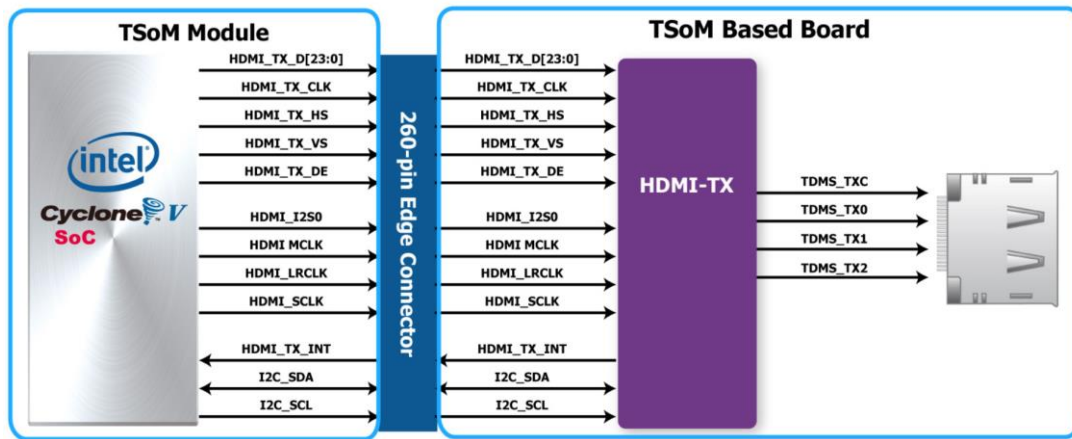 TSoM Module
TSoM Based Board
HDMI_TX_D[23:0]
HDMI_TX_CLK
HDMI_TX_HS
HDMI_TX_VS
HDMI_TX_DE
HDMI_I2S0
HDMI MCLK
HDMI_LRCLK
HDMI_SCLK
HDMI_TX_INT
I2C_SDA
I2C_SCL
intel
Cyclone V
SoC
260-pin Edge Connector
HDMI_TX_D[23:0]
HDMI_TX_CLK
HDMI_TX_HS
HDMI_TX_VS
HDMI_TX_DE
HDMI_I2S0
HDMI MCLK
HDMI_LRCLK
HDMI_SCLK
HDMI_TX_INT
I2C_SDA
I2C_SCL
HDMI-TX
TDMS_TXC
TDMS_TX0
TDMS_TX1
TDMS_TX2